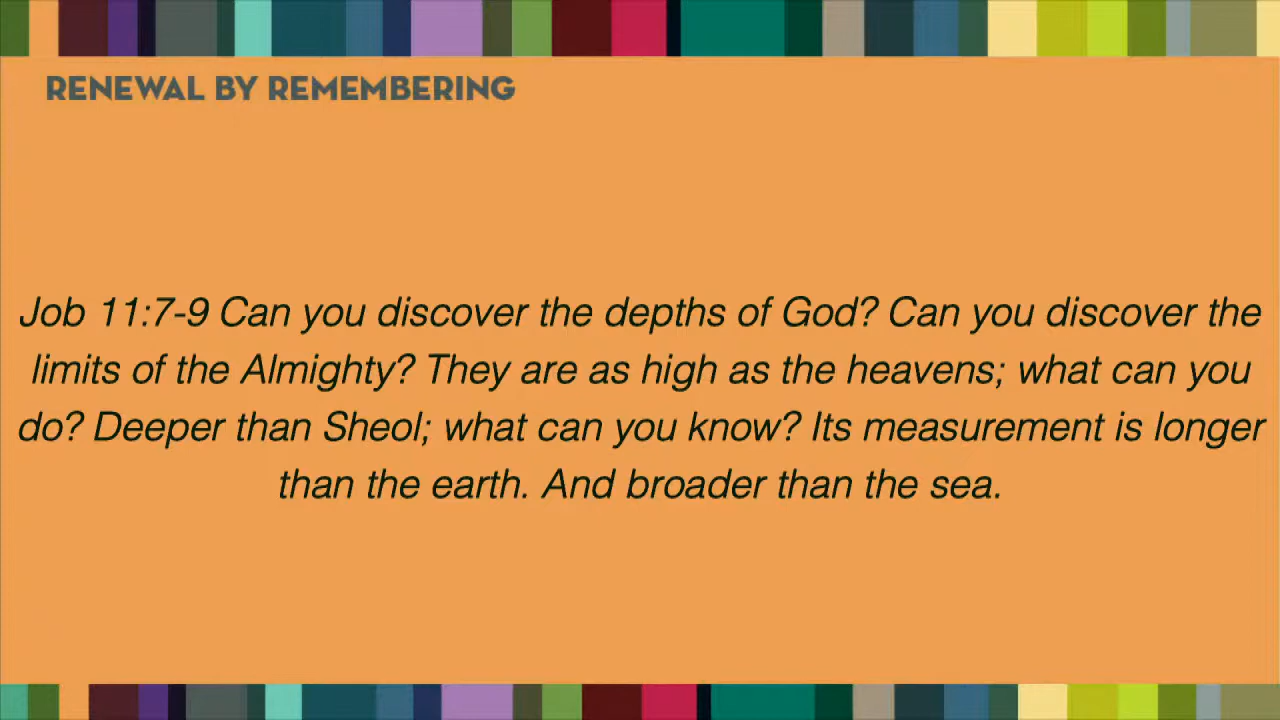 RENEWAL BY REMEMBERING
Job 11:7-9 Can you discover the depths of God? Can you discover the
limits of the Almighty? They are as high as the heavens; what can you
do? Deeper than Sheol; what can you know? Its measurement is longer
than the earth. And broader than the sea.